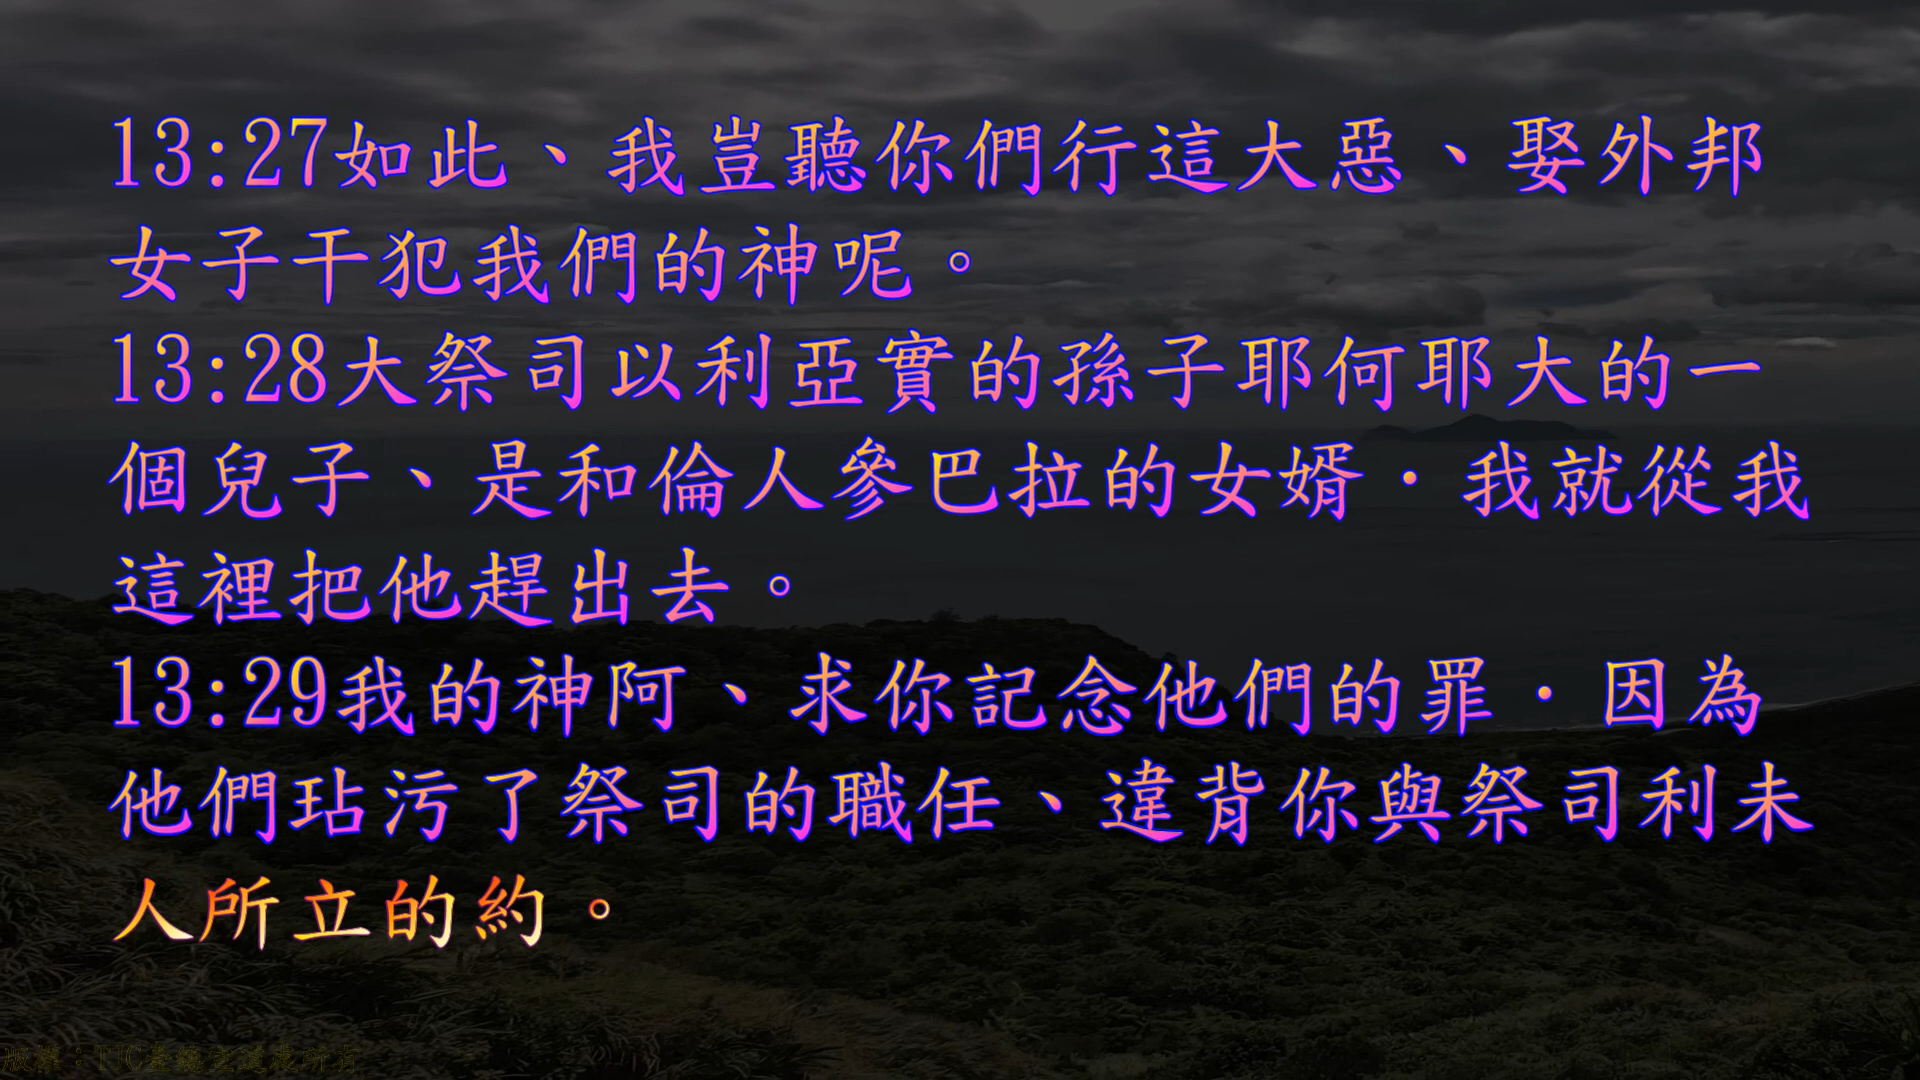 13:27如此、我豈聽你們行這大惡、娶外邦
女子干犯我們的神呢。
13:28大祭司以利亞實的孫子耶何耶大的一
個兒子、是和倫人參巴拉的女婿．我就從我
這裡把他趕出去。
13:29我的神阿、求你記念他們的罪．因為
他們玷污了祭司的職任、違背你與祭司利未
人所立的約。